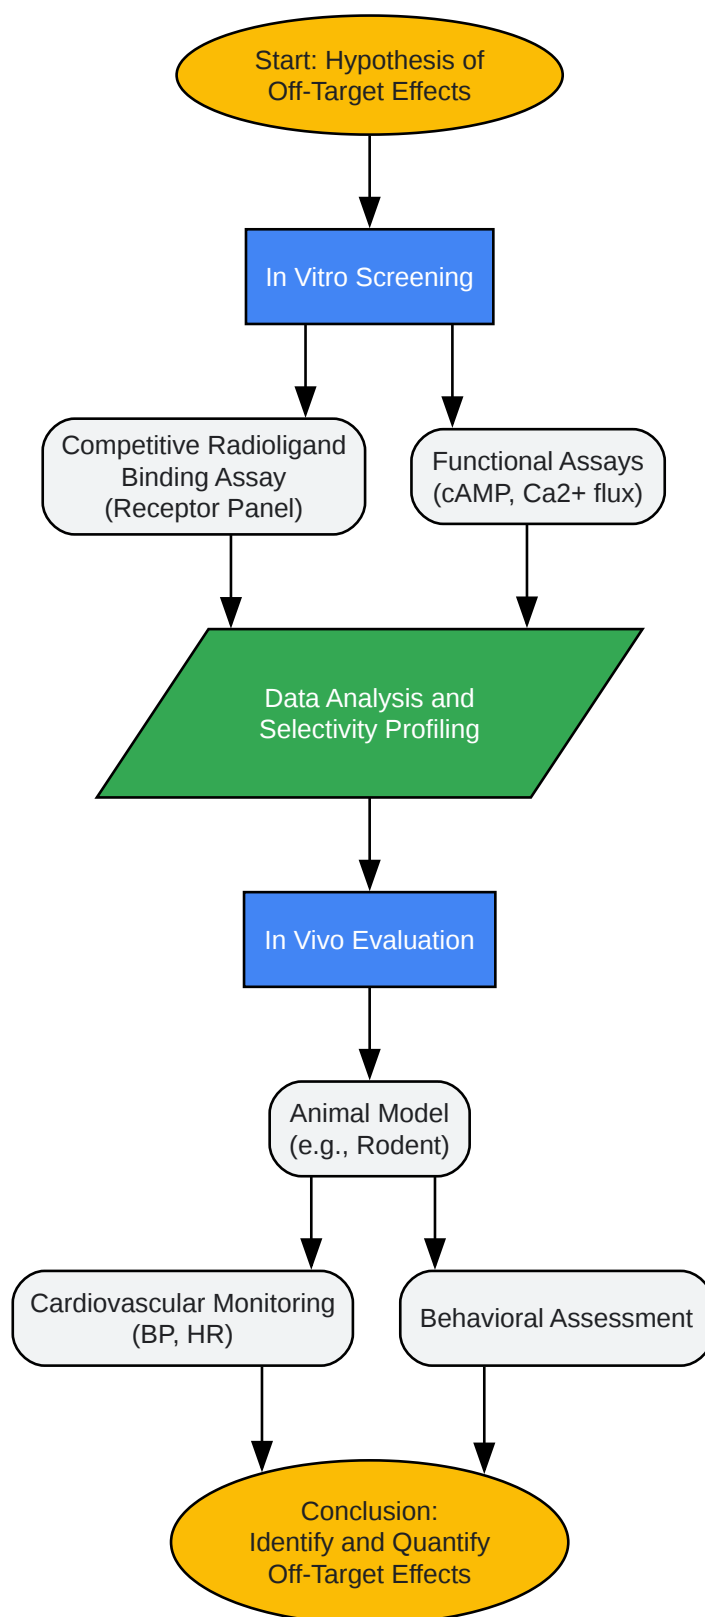 Start: Hypothesis of
Off-Target Effects
In Vitro Screening
Competitive Radioligand
Binding Assay
(Receptor Panel)
Functional Assays
(cAMP, Ca2+ flux)
Data Analysis and
Selectivity Profiling
In Vivo Evaluation
Animal Model
(e.g., Rodent)
Cardiovascular Monitoring
(BP, HR)
Behavioral Assessment
Conclusion:
Identify and Quantify
Off-Target Effects